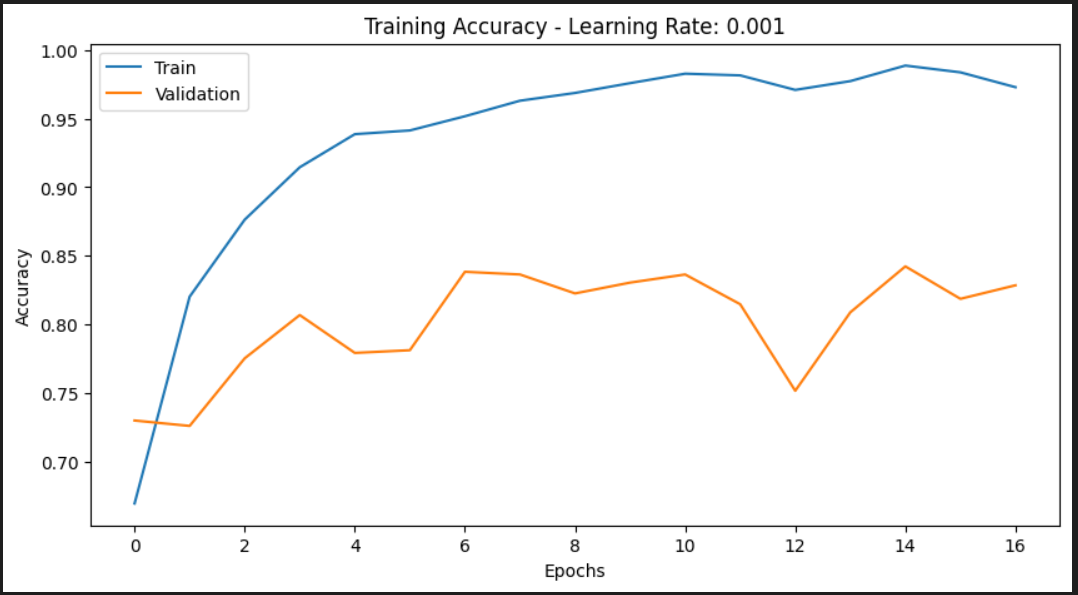 Training Accuracy - Learning Rate: 0.001
Train
Validation
1.00
0.95
0.90
0.85
0.80
0.75
0.70
Accuracy
0 2 4 6 8 10 12 14 16
Epochs